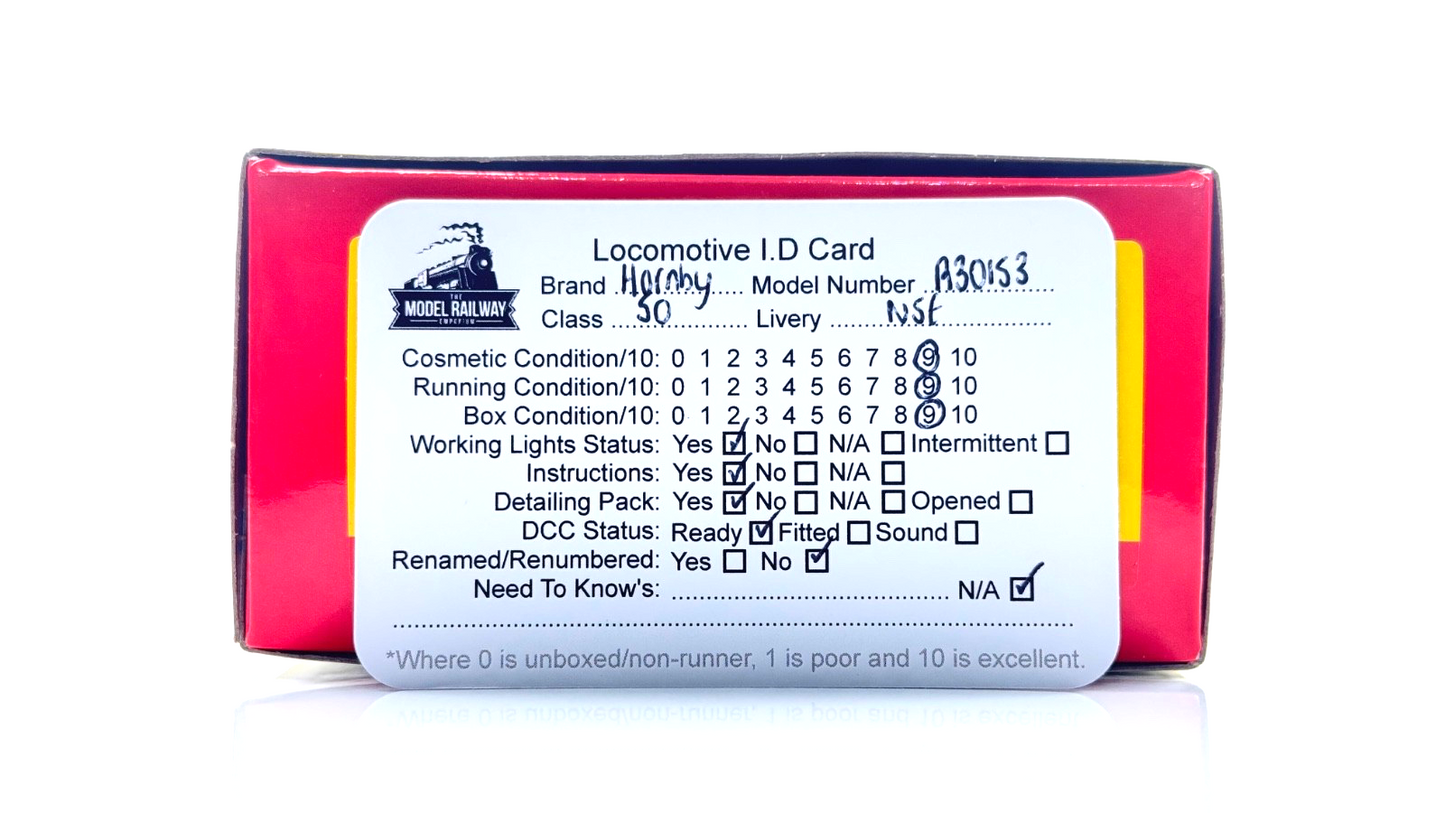 THE
MODEL RAILWAY
EMPORIUM
Locomotive I.D Card
Brand Hornby Model Number R30153
Class 50 Livery NSE
Cosmetic Condition/10: 0 1 2 3 4 5 6 7 8 9 10
Running Condition/10: 0 1 2 3 4 5 6 7 8 9 10
Box Condition/10: 0 1 2 3 4 5 6 7 8 9 10
Working Lights Status: Yes ☑ No ☐ N/A ☐ Intermittent ☐
Instructions: Yes ☑ No ☐ N/A ☐
Detailing Pack: Yes ☑ No ☐ N/A ☐ Opened ☐
DCC Status: Ready ☑ Fitted ☐ Sound ☐
Renamed/Renumbered: Yes ☐ No ☑
Need To Know's: ........................................ N/A ☑
*Where 0 is unboxed/non-runner, 1 is poor and 10 is excellent.